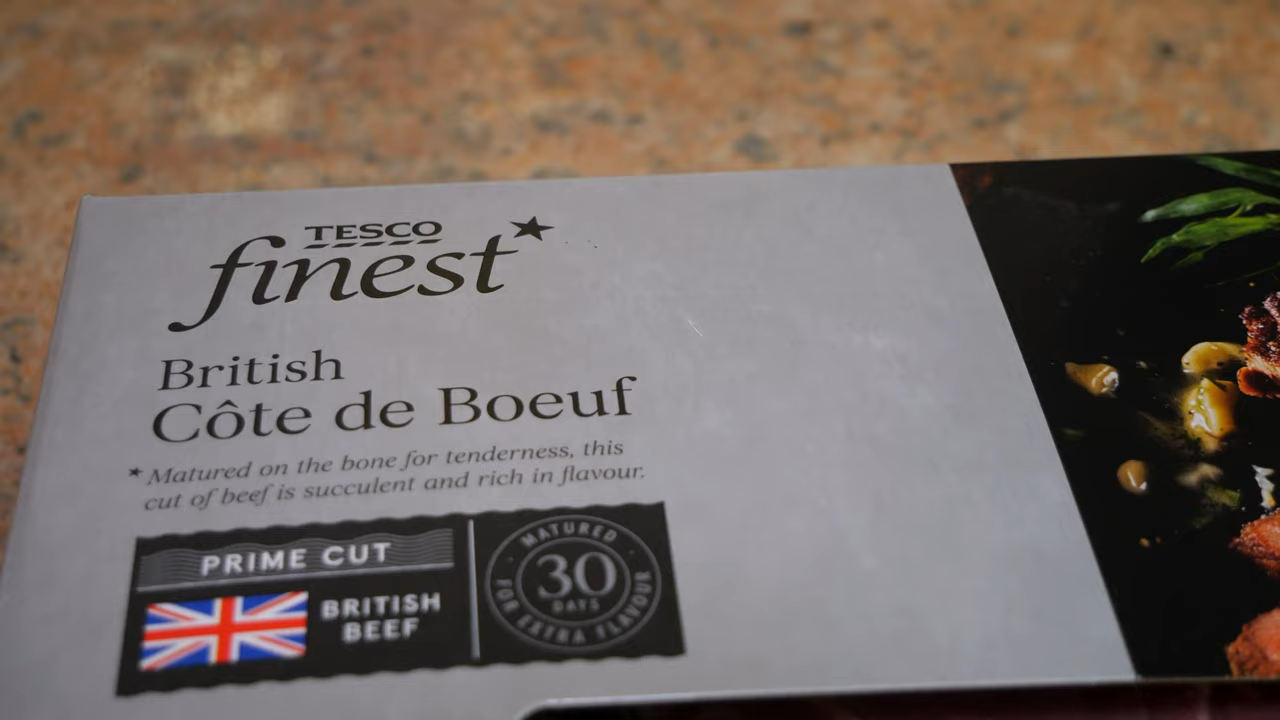 TESCO
finest*
British
Côte de Boeuf
*Matured on the bone for tenderness, this
cut of beef is succulent and rich in flavour.
PRIME CUT
BRITISH
BEEF
MATURED
30
DAYS
FOR EXTRA FLAVOUR